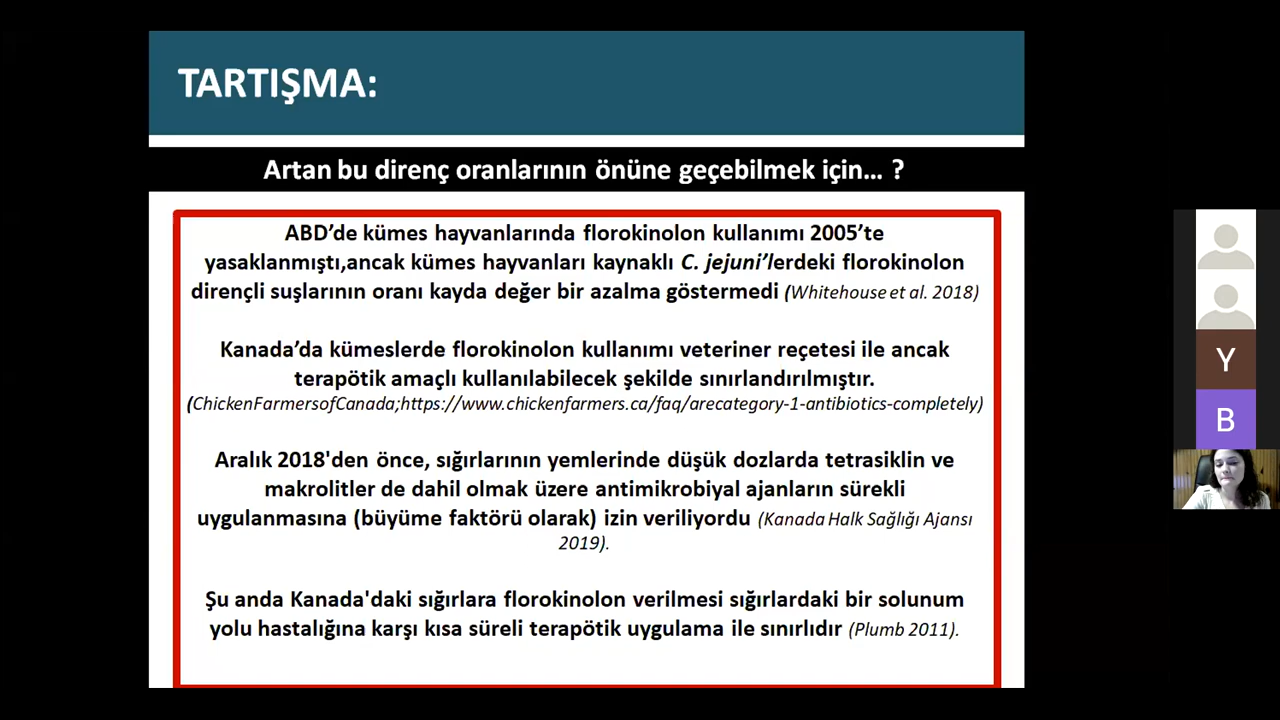 TARTIŞMA:
Artan bu direnç oranlarının önüne geçebilmek için... ?
ABD’de kümes hayvanlarında florokinolon kullanımı 2005’te
yasaklanmıştı,ancak kümes hayvanları kaynaklı C. jejuni’lerdeki florokinolon
dirençli suşlarının oranı kayda değer bir azalma göstermedi (Whitehouse et al. 2018)
Kanada’da kümeslerde florokinolon kullanımı veteriner reçetesi ile ancak
terapötik amaçlı kullanılabilecek şekilde sınırlandırılmıştır.
(ChickenFarmersofCanada;https://www.chickenfarmers.ca/faq/arecategory-1-antibiotics-completely)
Aralık 2018'den önce, sığırlarının yemlerinde düşük dozlarda tetrasiklin ve
makrolitler de dahil olmak üzere antimikrobiyal ajanların sürekli
uygulanmasına (büyüme faktörü olarak) izin veriliyordu (Kanada Halk Sağlığı Ajansı
2019).
Şu anda Kanada'daki sığırlara florokinolon verilmesi sığırlardaki bir solunum
yolu hastalığına karşı kısa süreli terapötik uygulama ile sınırlıdır (Plumb 2011).
Y
B